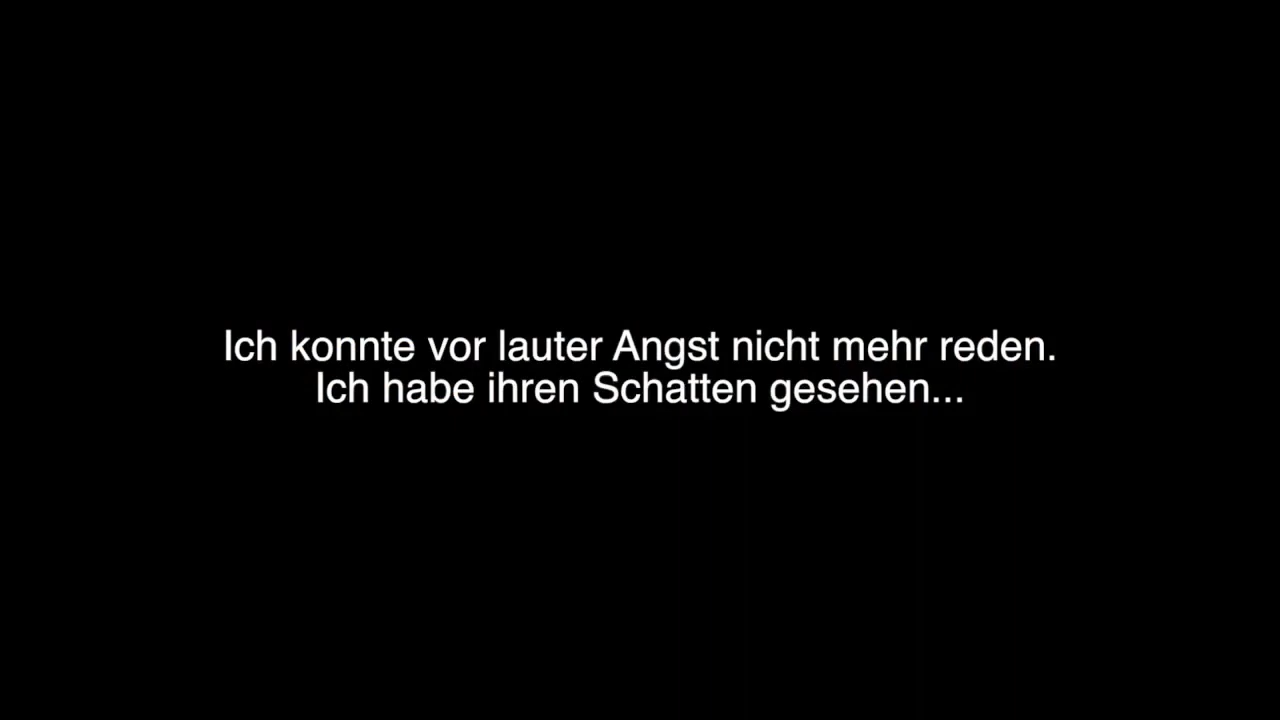 Ich konnte vor lauter Angst nicht mehr reden.
Ich habe ihren Schatten gesehen...